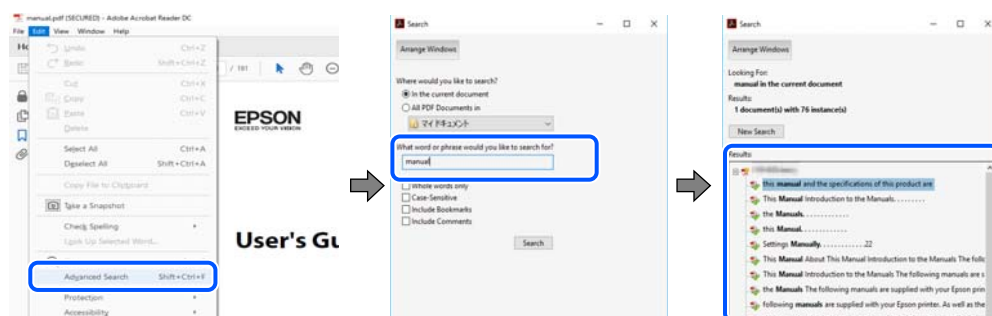 manual.pdf (SECURED) - Adobe Acrobat Reader DC
File Edit View Window Help
Undo Ctrl+Z
Redo Shift+Ctrl+Z
Cut Ctrl+X
Copy Ctrl+C
Paste Ctrl+V
Delete
Select All Ctrl+A
Deselect All Shift+Ctrl+A
Copy File to Clipboard
Take a Snapshot
Check Spelling
Look Up Selected Word...
Advanced Search Shift+Ctrl+F
Protection
Accessibility
/ 181
EPSON
EXCEED YOUR VISION
User's Gu
Search
Arrange Windows
Where would you like to search?
In the current document
All PDF Documents in
マイ ドキュメント
What word or phrase would you like to search for?
manual
Whole words only
Case-Sensitive
Include Bookmarks
Include Comments
Search
Search
Arrange Windows
Looking For:
manual in the current document
Results:
1 document(s) with 76 instance(s)
New Search
Results:
this manual and the specifications of this product are
This Manual Introduction to the Manuals. . . . . . . .
the Manuals. . . . . . . . . . . .
this Manual. . . . . . . . . . . .
Settings Manually. . . . . . . . . . . .22
This Manual About This Manual Introduction to the Manuals The follo
This Manual Introduction to the Manuals The following manuals are s
the Manuals The following manuals are supplied with your Epson prin
following manuals are supplied with your Epson printer. As well as the